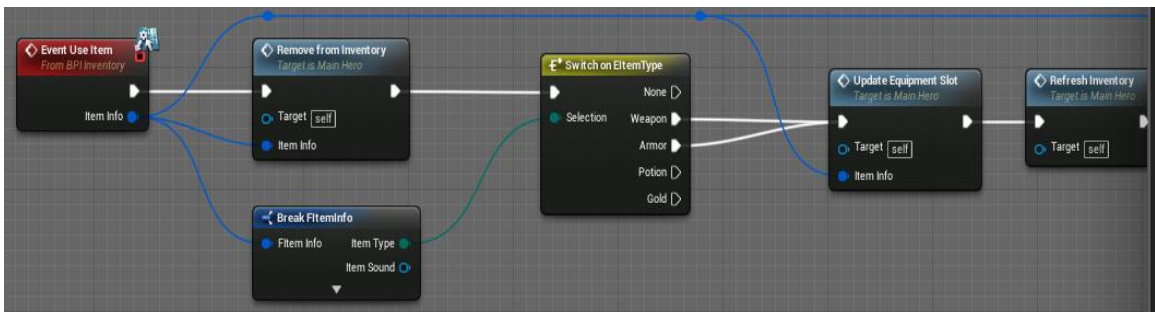 Event Use Item
From BPI Inventory
Item Info
Remove from Inventory
Target is Main Hero
Target self
Item Info
Break FItemInfo
FItem Info Item Type
Item Sound
Switch on EItemType
None
Selection Weapon
Armor
Potion
Gold
Update Equipment Slot
Target is Main Hero
Target self
Item Info
Refresh Inventory
Target is Main Hero
Target self